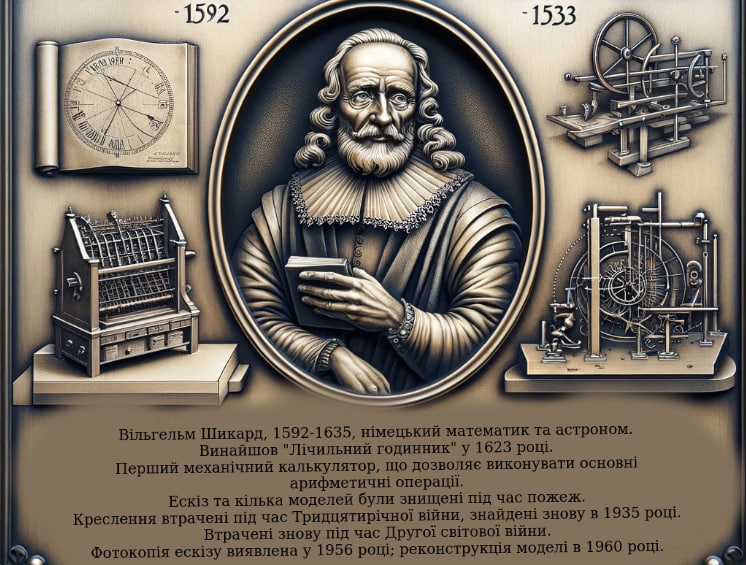 -1592
-1533
Вільгельм Шикард, 1592-1635, німецький математик та астроном.
Винайшов "Лічильний годинник" у 1623 році.
Перший механічний калькулятор, що дозволяє виконувати основні
арифметичні операції.
Ескіз та кілька моделей були знищені під час пожеж.
Креслення втрачені під час Тридцятирічної війни, знайдені знову в 1935 році.
Втрачені знову під час Другої світової війни.
Фотокопія ескізу виявлена у 1956 році; реконструкція моделі в 1960 році.